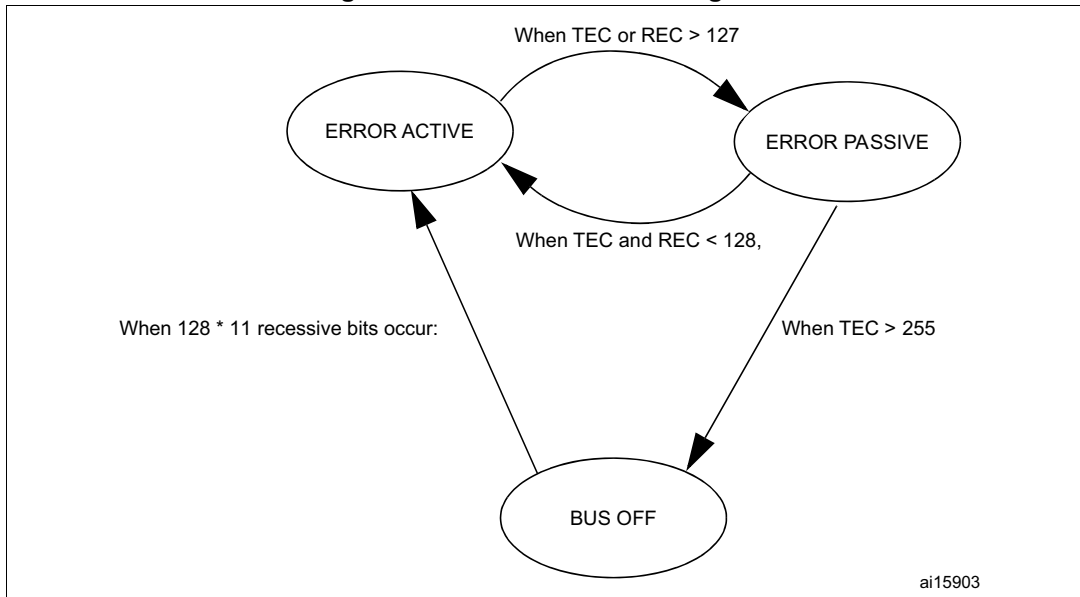 When TEC or REC > 127
ERROR ACTIVE
ERROR PASSIVE
When TEC and REC < 128,
When 128 * 11 recessive bits occur:
When TEC > 255
BUS OFF
ai15903